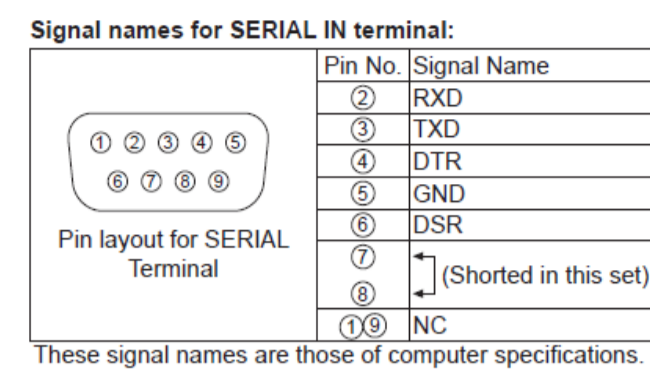 Signal names for SERIAL IN terminal:
Pin No. Signal Name
② RXD
③ TXD
④ DTR
⑤ GND
⑥ DSR
⑦
⑧ (Shorted in this set)
①⑨ NC
① ② ③ ④ ⑤
⑥ ⑦ ⑧ ⑨
Pin layout for SERIAL
Terminal
These signal names are those of computer specifications.